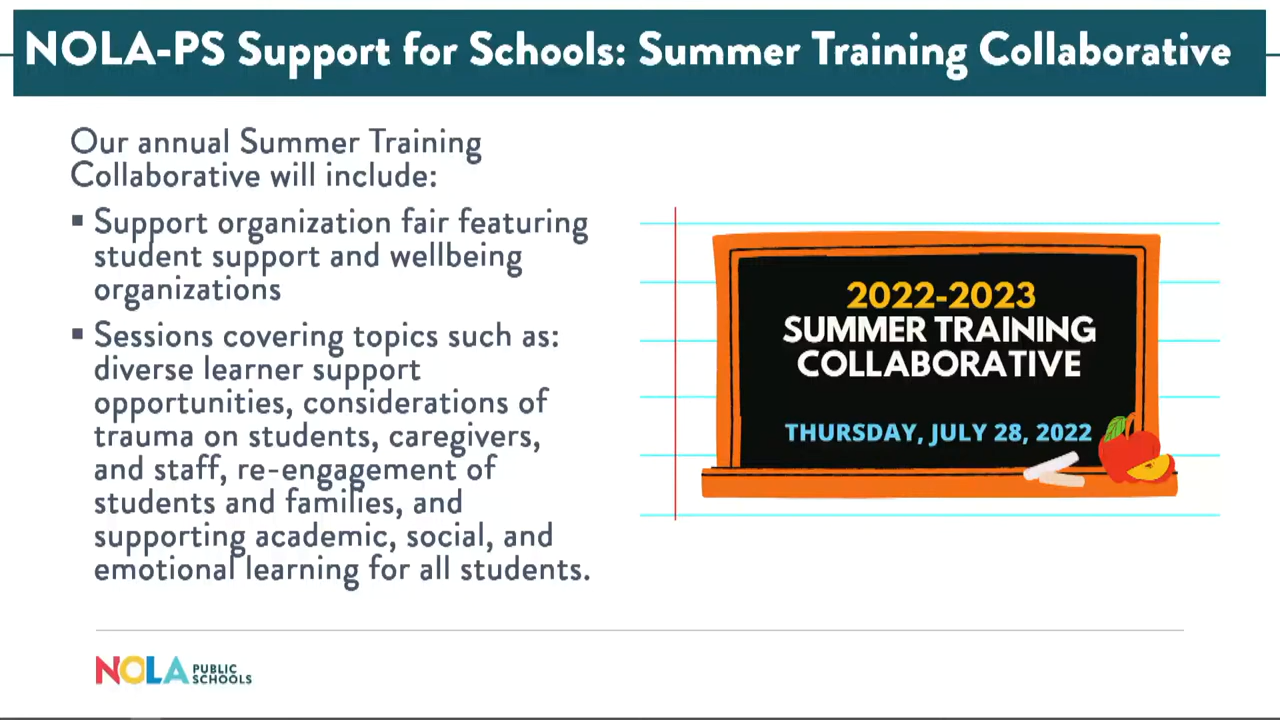 NOLA-PS Support for Schools: Summer Training Collaborative
Our annual Summer Training
Collaborative will include:
▪ Support organization fair featuring
student support and wellbeing
organizations
▪ Sessions covering topics such as:
diverse learner support
opportunities, considerations of
trauma on students, caregivers,
and staff, re-engagement of
students and families, and
supporting academic, social, and
emotional learning for all students.
2022-2023
SUMMER TRAINING
COLLABORATIVE
THURSDAY, JULY 28, 2022
NOLA PUBLIC
SCHOOLS